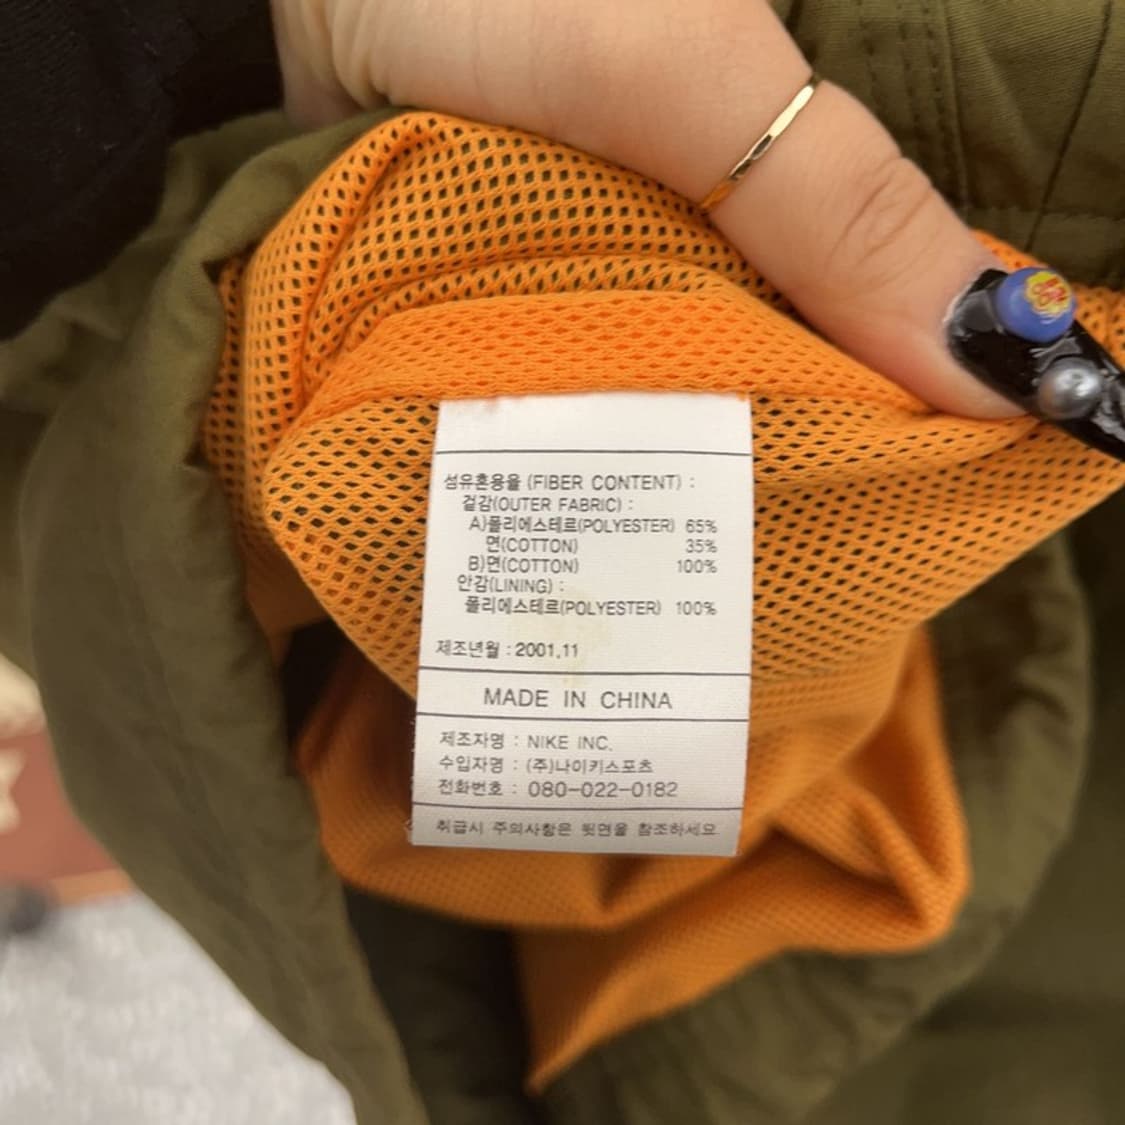 섬유혼용율 (FIBER CONTENT) :
겉감(OUTER FABRIC) :
A)폴리에스테르(POLYESTER) 65%
면(COTTON) 35%
B)면(COTTON) 100%
안감(LINING) :
폴리에스테르(POLYESTER) 100%
제조년월 : 2001.11
MADE IN CHINA
제조자명 : NIKE INC.
수입자명 : (주)나이키스포츠
전화번호 : 080-022-0182
취급시 주의사항은 뒷면을 참조하세요